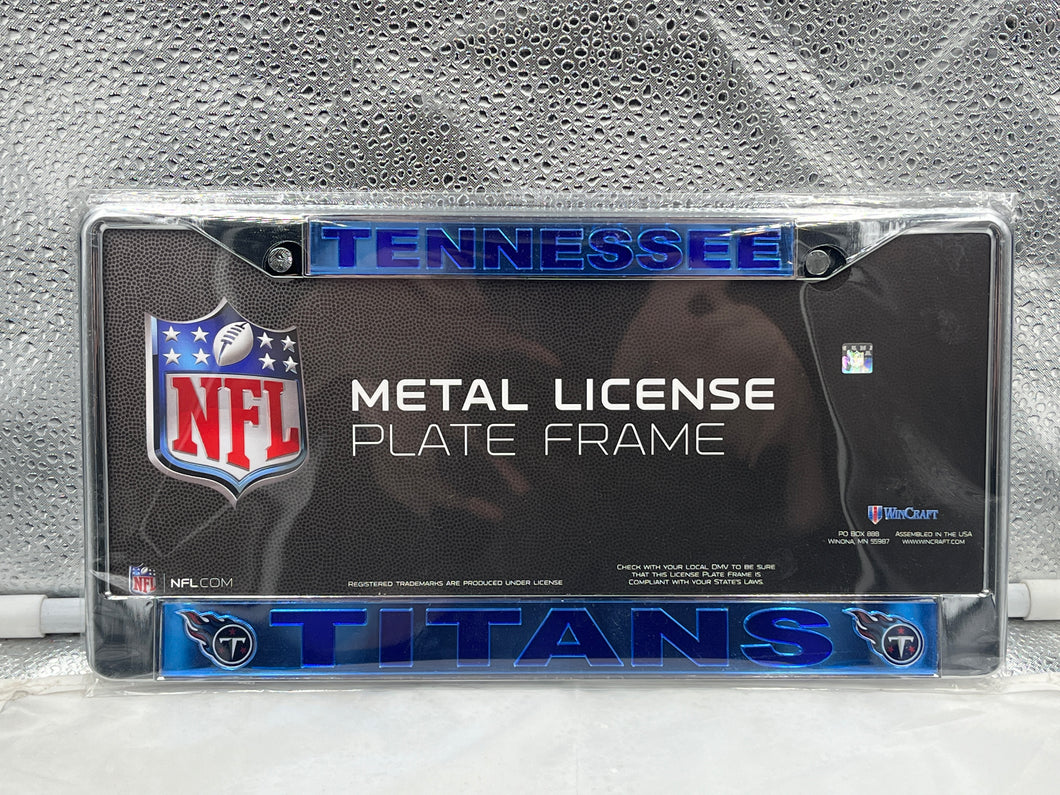 TENNESSEE
NFL
METAL LICENSE
PLATE FRAME
WINCRAFT
PO BOX 888
WINONA, MN 55987
ASSEMBLED IN THE USA
WWW.WINCRAFT.COM
NFL
NFL.COM
REGISTERED TRADEMARKS ARE PRODUCED UNDER LICENSE
CHECK WITH YOUR LOCAL DMV TO BE SURE
THAT THIS LICENSE PLATE FRAME IS
COMPLIANT WITH YOUR STATE'S LAWS.
T
TITANS
T